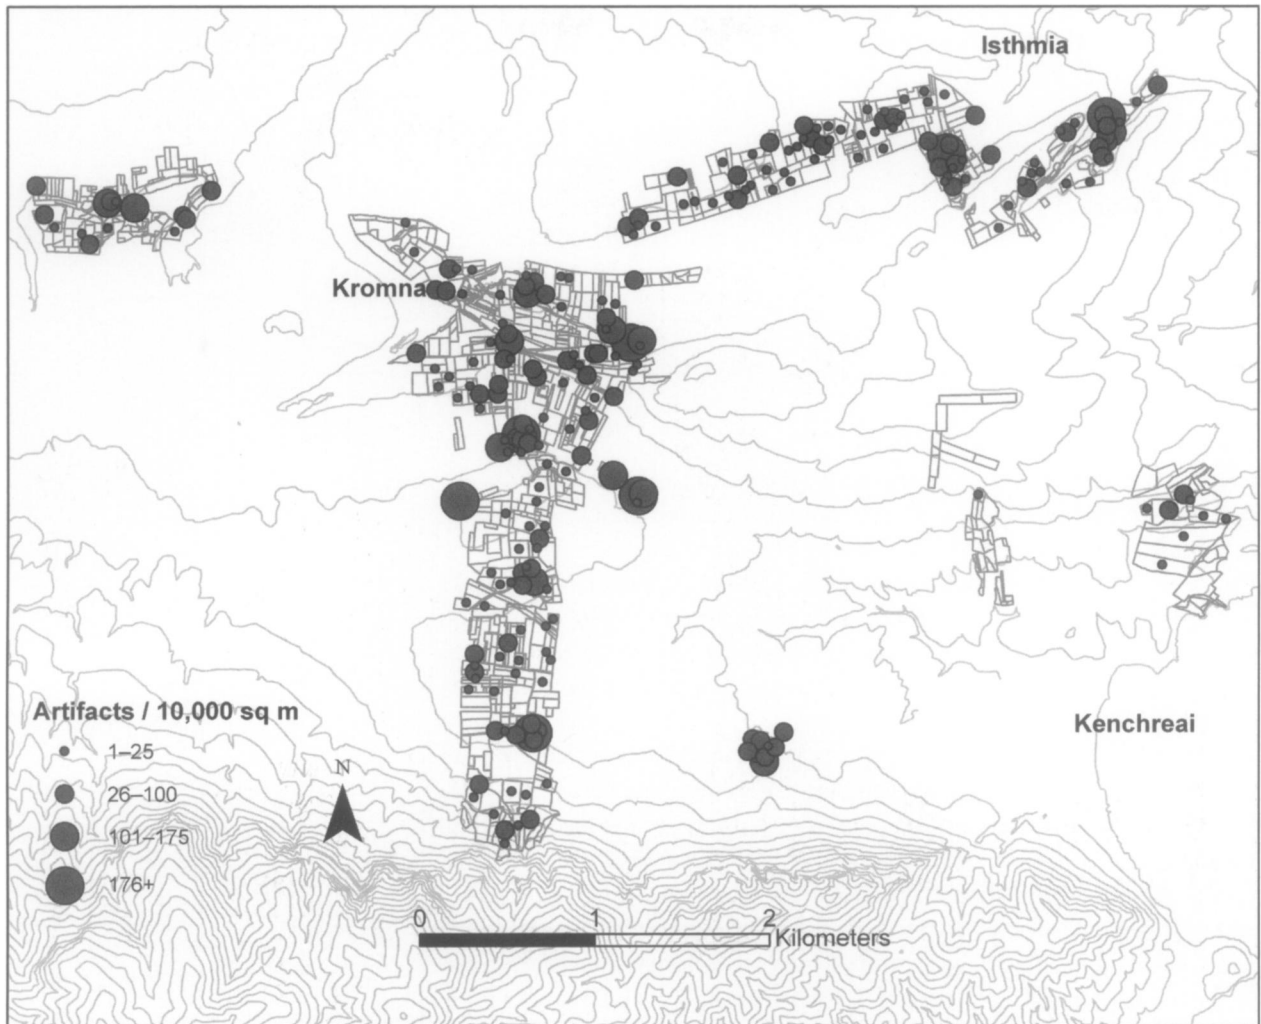 Isthmia
Kromna
Artifacts / 10,000 sq m
1–25
26–100
101–175
176+
N
Kenchreai
0 1 2
Kilometers